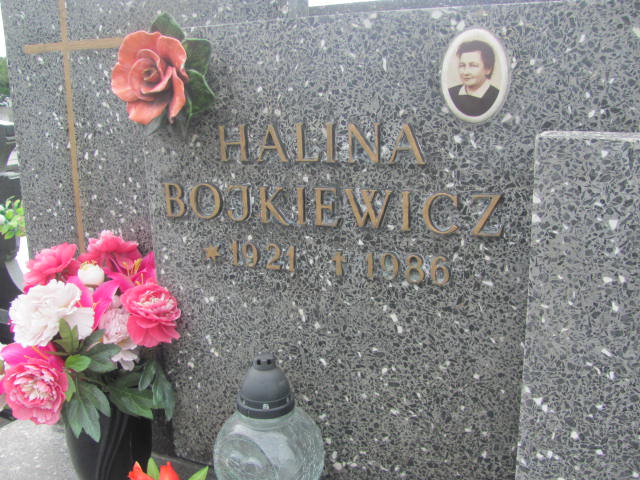 HALINA
BOJKIEWICZ
* 1921 † 1986